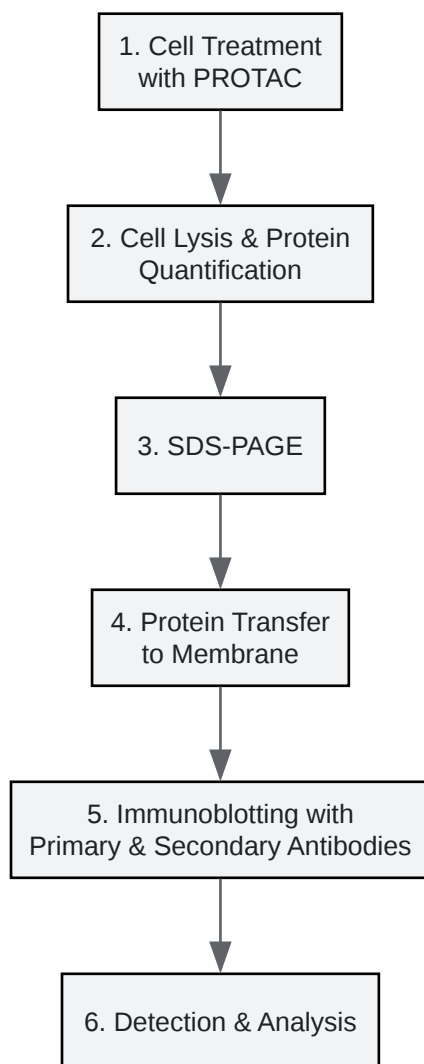 1. Cell Treatment
with PROTAC
2. Cell Lysis & Protein
Quantification
3. SDS-PAGE
4. Protein Transfer
to Membrane
5. Immunoblotting with
Primary & Secondary Antibodies
6. Detection & Analysis